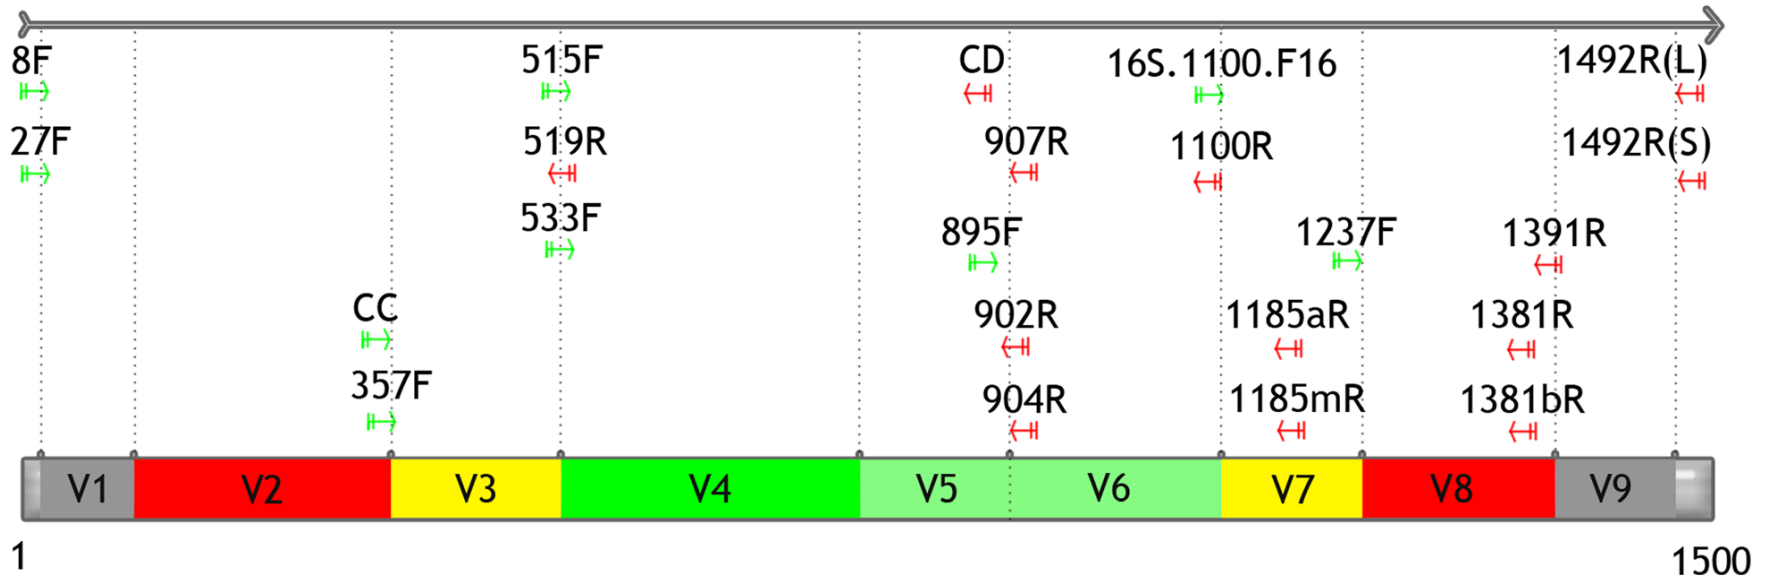 8F
515F
CD
16S.1100.F16
1492R(L)
27F
519R
907R
1100R
1492R(S)
533F
895F
1237F
1391R
CC
902R
1185aR
1381R
357F
904R
1185mR
1381bR
V1
V2
V3
V4
V5
V6
V7
V8
V9
1
1500